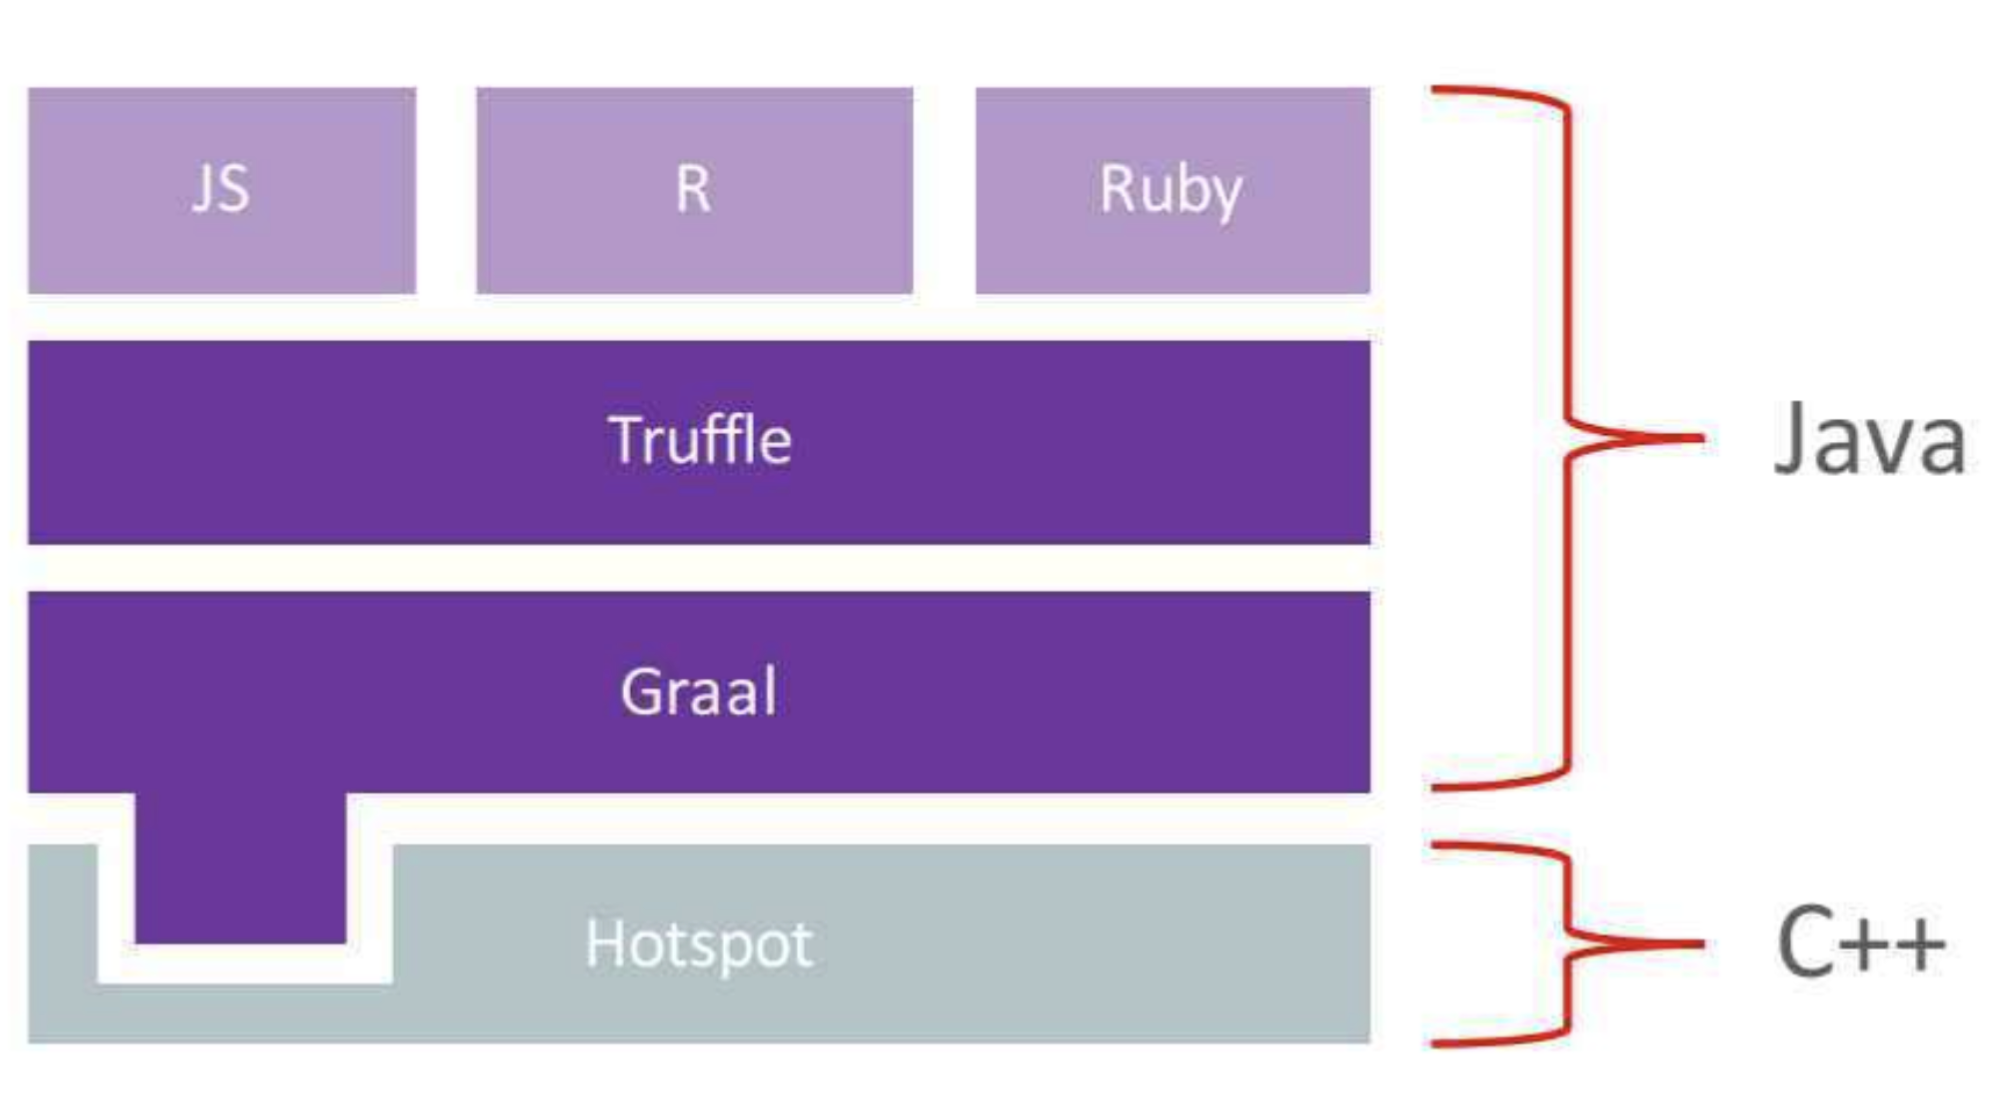 JS
R
Ruby
Truffle
Java
Graal
Hotspot
C++